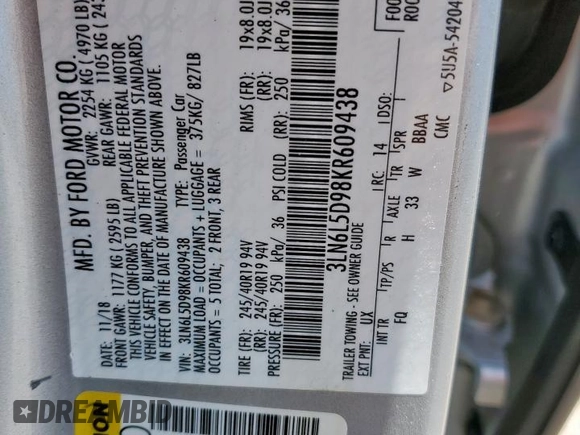 MFD. BY FORD MOTOR CO.
DATE: 11/18 GVWR: 2254 KG ( 4970 LB)
FRONT GAWR: 1177 KG ( 2595 LB) REAR GAWR: 1105 KG ( 243
THIS VEHICLE CONFORMS TO ALL APPLICABLE FEDERAL MOTOR
VEHICLE SAFETY, BUMPER, AND THEFT PREVENTION STANDARDS
IN EFFECT ON THE DATE OF MANUFACTURE SHOWN ABOVE.
VIN: 3LN6L5D98KR609438 TYPE: Passenger Car
MAXIMUM LOAD = OCCUPANTS + LUGGAGE = 375KG/ 827LB
OCCUPANTS = 5 TOTAL; 2 FRONT, 3 REAR
TIRE (FR): 245/40R19 94V RIMS (FR): 19x8.0J
(RR): 245/40R19 94V (RR): 19x8.0J
PRESSURE (FR): 250 kPa/ 36 PSI COLD (RR): 250 kPa/ 36
3LN6L5D98KR609438
TRAILER TOWING - SEE OWNER GUIDE
EXT PNT: UX RC: 14 DSO: FOO
INT TR TP/PS R AXLE TR SPR ROC
FQ H 33 W BBAA
CMC ▽5U5A-54204
DREAMBID